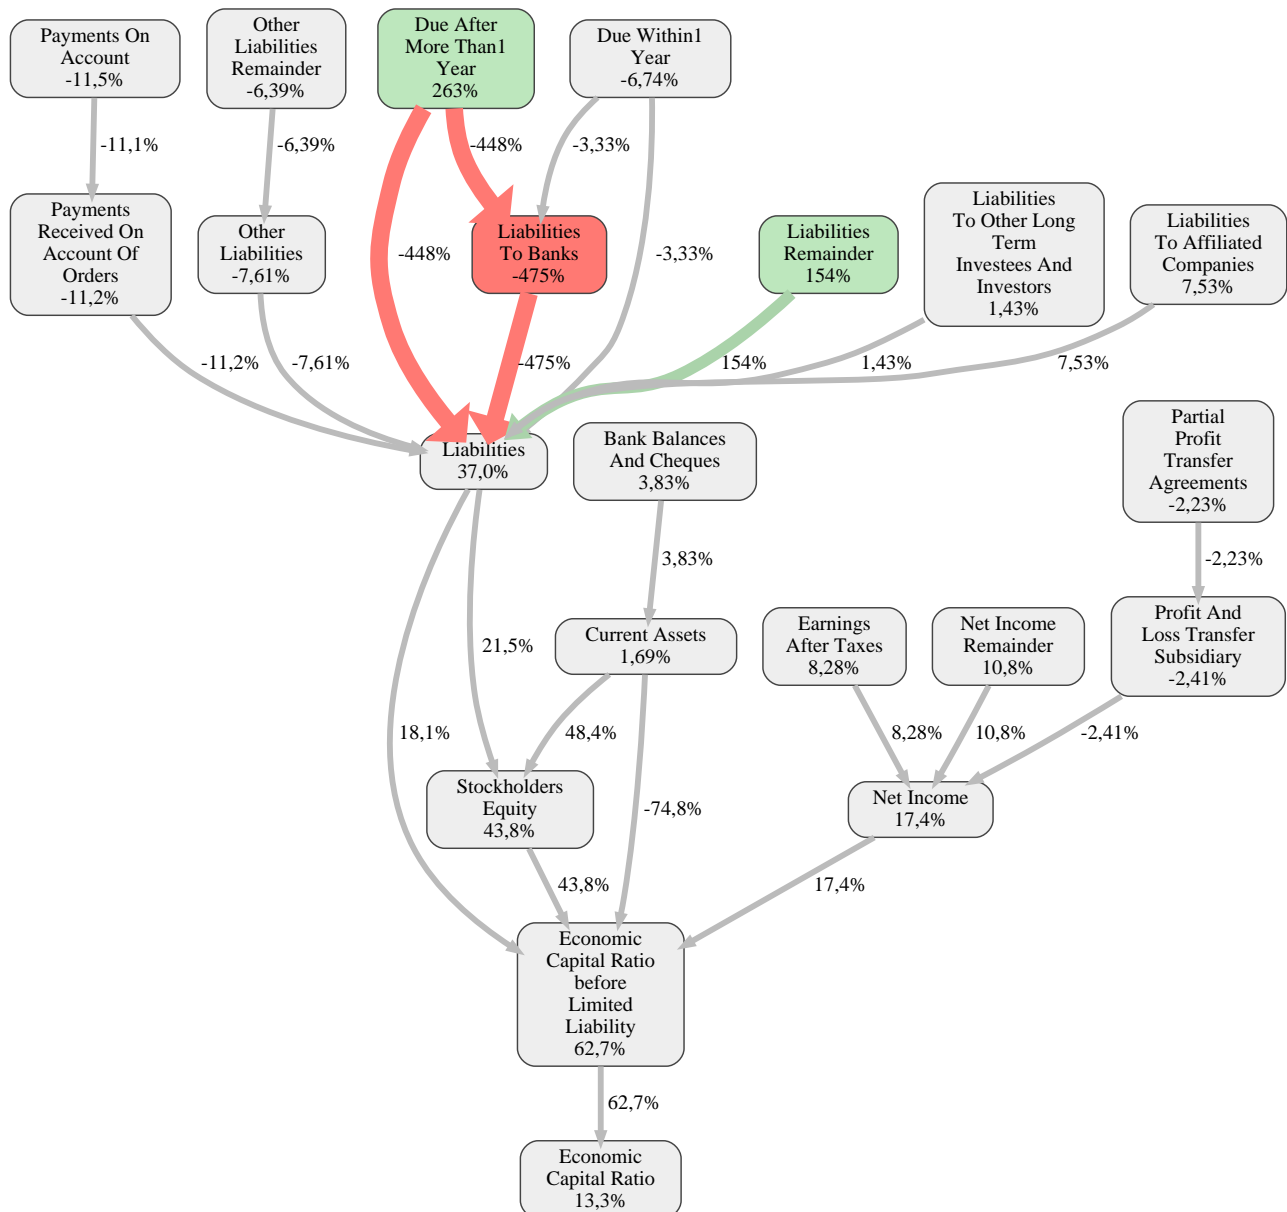 Payments On
Account
-11,5%
Other
Liabilities
Remainder
-6,39%
Due After
More Than1
Year
263%
Due Within1
Year
-6,74%
-11,1%
-6,39%
-448%
-3,33%
Payments
Received On
Account Of
Orders
-11,2%
Other
Liabilities
-7,61%
-448%
Liabilities
To Banks
-475%
-3,33%
Liabilities
Remainder
154%
Liabilities
To Other Long
Term
Investees And
Investors
1,43%
Liabilities
To Affiliated
Companies
7,53%
-11,2%
-7,61%
-475%
154%
1,43%
7,53%
Liabilities
37,0%
Bank Balances
And Cheques
3,83%
Partial
Profit
Transfer
Agreements
-2,23%
3,83%
-2,23%
21,5%
Current Assets
1,69%
Earnings
After Taxes
8,28%
Net Income
Remainder
10,8%
Profit And
Loss Transfer
Subsidiary
-2,41%
18,1%
48,4%
-74,8%
8,28%
10,8%
-2,41%
Stockholders
Equity
43,8%
Net Income
17,4%
43,8%
17,4%
Economic
Capital Ratio
before
Limited
Liability
62,7%
62,7%
Economic
Capital Ratio
13,3%